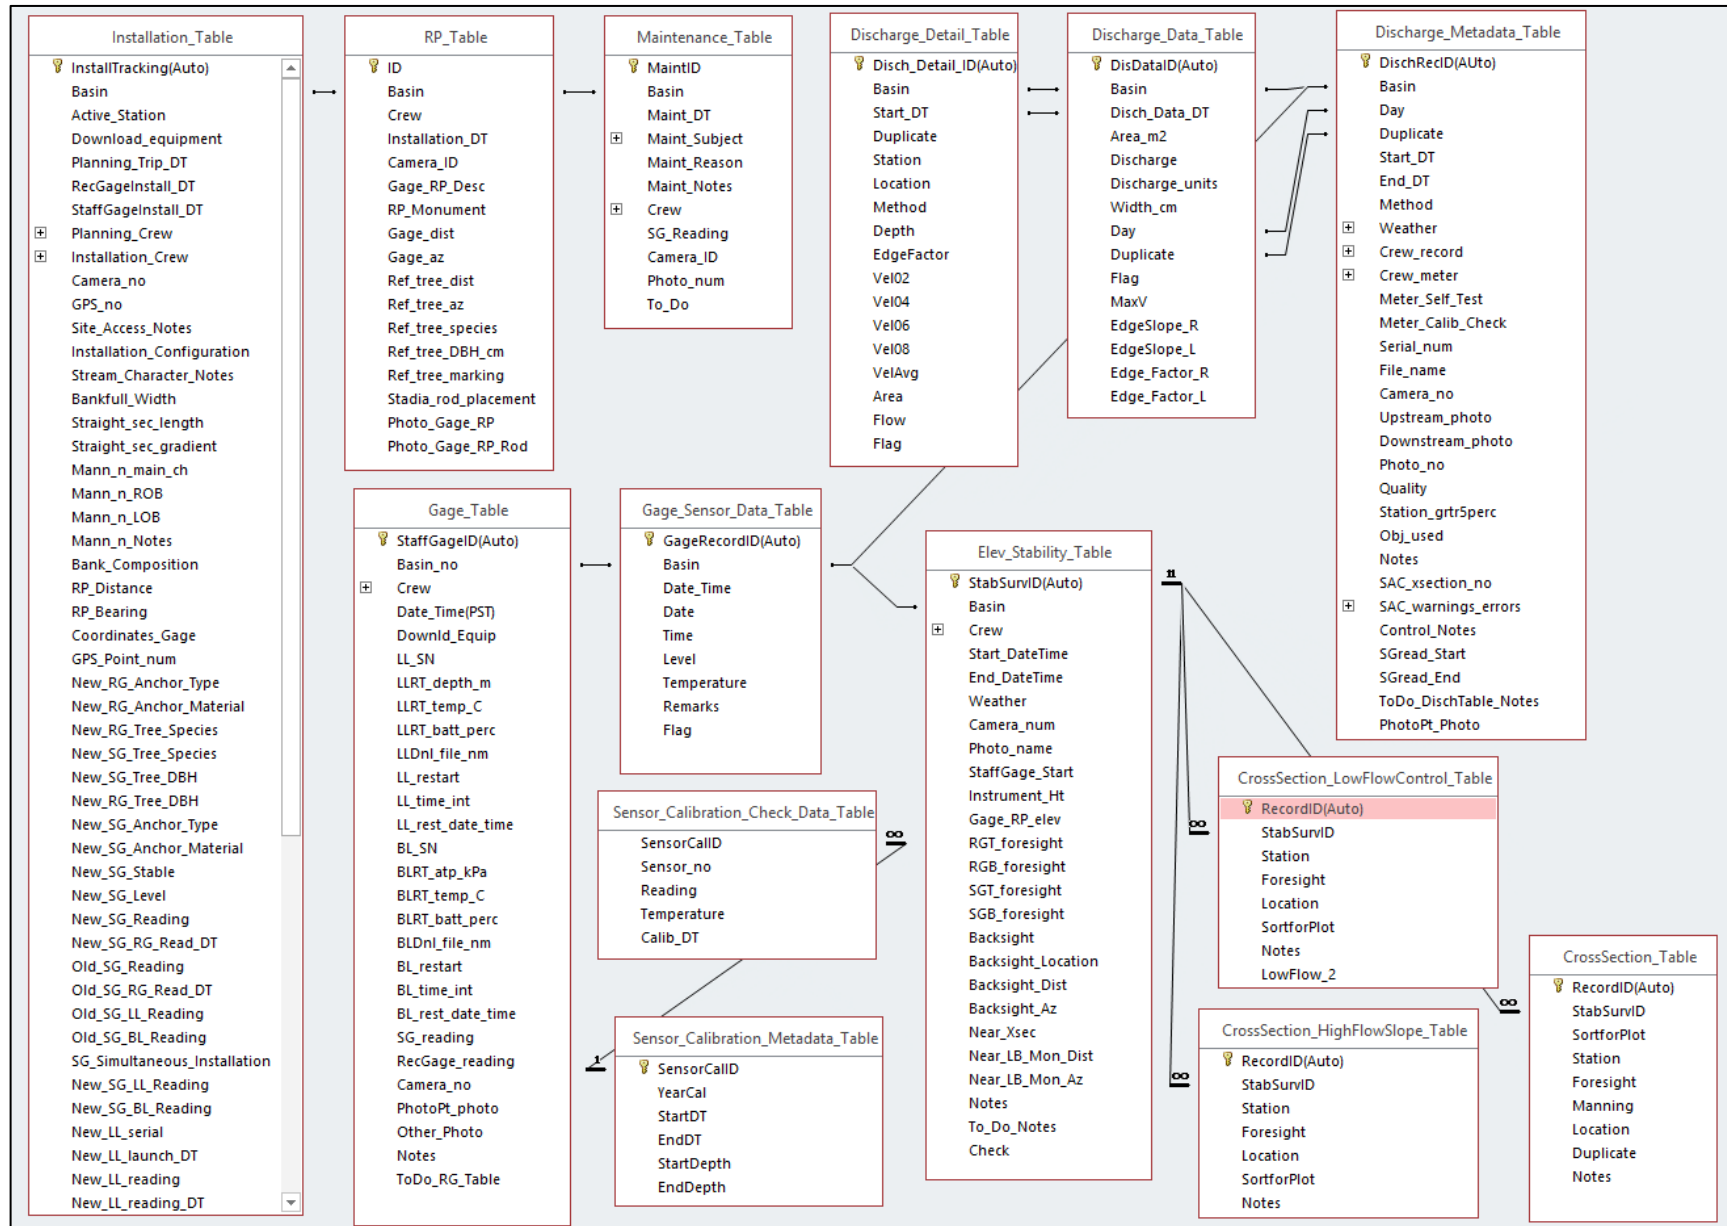 Installation_Table
InstallTracking(Auto)
Basin
Active_Station
Download_equipment
Planning_Trip_DT
RecGageInstall_DT
StaffGageInstall_DT
Planning_Crew
Installation_Crew
Camera_no
GPS_no
Site_Access_Notes
Installation_Configuration
Stream_Character_Notes
Bankfull_Width
Straight_sec_length
Straight_sec_gradient
Mann_n_main_ch
Mann_n_ROB
Mann_n_LOB
Mann_n_Notes
Bank_Composition
RP_Distance
RP_Bearing
Coordinates_Gage
GPS_Point_num
New_RG_Anchor_Type
New_RG_Anchor_Material
New_RG_Tree_Species
New_SG_Tree_Species
New_SG_Tree_DBH
New_RG_Tree_DBH
New_SG_Anchor_Type
New_SG_Anchor_Material
New_SG_Stable
New_SG_Level
New_SG_Reading
New_SG_RG_Read_DT
Old_SG_Reading
Old_SG_RG_Read_DT
Old_SG_LL_Reading
Old_SG_BL_Reading
SG_Simultaneous_Installation
New_SG_LL_Reading
New_SG_BL_Reading
New_LL_serial
New_LL_launch_DT
New_LL_reading
New_LL_reading_DT
RP_Table
ID
Basin
Crew
Installation_DT
Camera_ID
Gage_RP_Desc
RP_Monument
Gage_dist
Gage_az
Ref_tree_dist
Ref_tree_az
Ref_tree_species
Ref_tree_DBH_cm
Ref_tree_marking
Stadia_rod_placement
Photo_Gage_RP
Photo_Gage_RP_Rod
Maintenance_Table
MaintID
Basin
Maint_DT
Maint_Subject
Maint_Reason
Maint_Notes
Crew
SG_Reading
Camera_ID
Photo_num
To_Do
Discharge_Detail_Table
Disch_Detail_ID(Auto)
Basin
Start_DT
Duplicate
Station
Location
Method
Depth
EdgeFactor
Vel02
Vel04
Vel06
Vel08
VelAvg
Area
Flow
Flag
Discharge_Data_Table
DisDataID(Auto)
Basin
Disch_Data_DT
Area_m2
Discharge
Discharge_units
Width_cm
Day
Duplicate
Flag
MaxV
EdgeSlope_R
EdgeSlope_L
Edge_Factor_R
Edge_Factor_L
Discharge_Metadata_Table
DischRecID(AUto)
Basin
Day
Duplicate
Start_DT
End_DT
Method
Weather
Crew_record
Crew_meter
Meter_Self_Test
Meter_Calib_Check
Serial_num
File_name
Camera_no
Upstream_photo
Downstream_photo
Photo_no
Quality
Station_grtr5perc
Obj_used
Notes
SAC_xsection_no
SAC_warnings_errors
Control_Notes
SGread_Start
SGread_End
ToDo_DischTable_Notes
PhotoPt_Photo
Gage_Table
StaffGageID(Auto)
Basin_no
Crew
Date_Time(PST)
Downld_Equip
LL_SN
LLRT_depth_m
LLRT_temp_C
LLRT_batt_perc
LLDnl_file_nm
LL_restart
LL_time_int
LL_rest_date_time
BL_SN
BLRT_atp_kPa
BLRT_temp_C
BLRT_batt_perc
BLDnl_file_nm
BL_restart
BL_time_int
BL_rest_date_time
SG_reading
RecGage_reading
Camera_no
PhotoPt_photo
Other_Photo
Notes
ToDo_RG_Table
Gage_Sensor_Data_Table
GageRecordID(Auto)
Basin
Date_Time
Date
Time
Level
Temperature
Remarks
Flag
Sensor_Calibration_Check_Data_Table
SensorCalID
Sensor_no
Reading
Temperature
Calib_DT
∞
1
Sensor_Calibration_Metadata_Table
SensorCalID
YearCal
StartDT
EndDT
StartDepth
EndDepth
Elev_Stability_Table
StabSurvID(Auto)
Basin
Crew
Start_DateTime
End_DateTime
Weather
Camera_num
Photo_name
StaffGage_Start
Instrument_Ht
Gage_RP_elev
RGT_foresight
RGB_foresight
SGT_foresight
SGB_foresight
Backsight
Backsight_Location
Backsight_Dist
Backsight_Az
Near_Xsec
Near_LB_Mon_Dist
Near_LB_Mon_Az
Notes
To_Do_Notes
Check
∞
∞
∞
CrossSection_LowFlowControl_Table
RecordID(Auto)
StabSurvID
Station
Foresight
Location
SortforPlot
Notes
LowFlow_2
CrossSection_HighFlowSlope_Table
RecordID(Auto)
StabSurvID
Station
Foresight
Location
SortforPlot
Notes
CrossSection_Table
RecordID(Auto)
StabSurvID
SortforPlot
Station
Foresight
Manning
Location
Duplicate
Notes